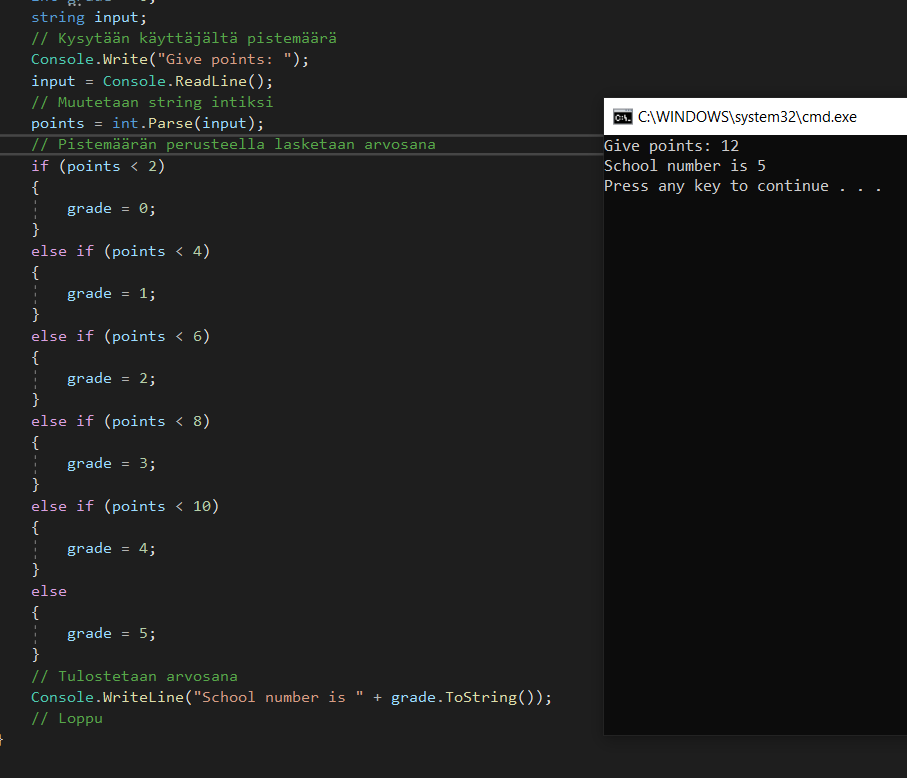 string input;
// Kysytään käyttäjältä pistemäärä
Console.Write("Give points: ");
input = Console.ReadLine();
// Muutetaan string intiksi
points = int.Parse(input);
// Pistemäärän perusteella lasketaan arvosana
if (points < 2)
{
grade = 0;
}
else if (points < 4)
{
grade = 1;
}
else if (points < 6)
{
grade = 2;
}
else if (points < 8)
{
grade = 3;
}
else if (points < 10)
{
grade = 4;
}
else
{
grade = 5;
}
// Tulostetaan arvosana
Console.WriteLine("School number is " + grade.ToString());
// Loppu
}
C:\WINDOWS\system32\cmd.exe
Give points: 12
School number is 5
Press any key to continue . . .